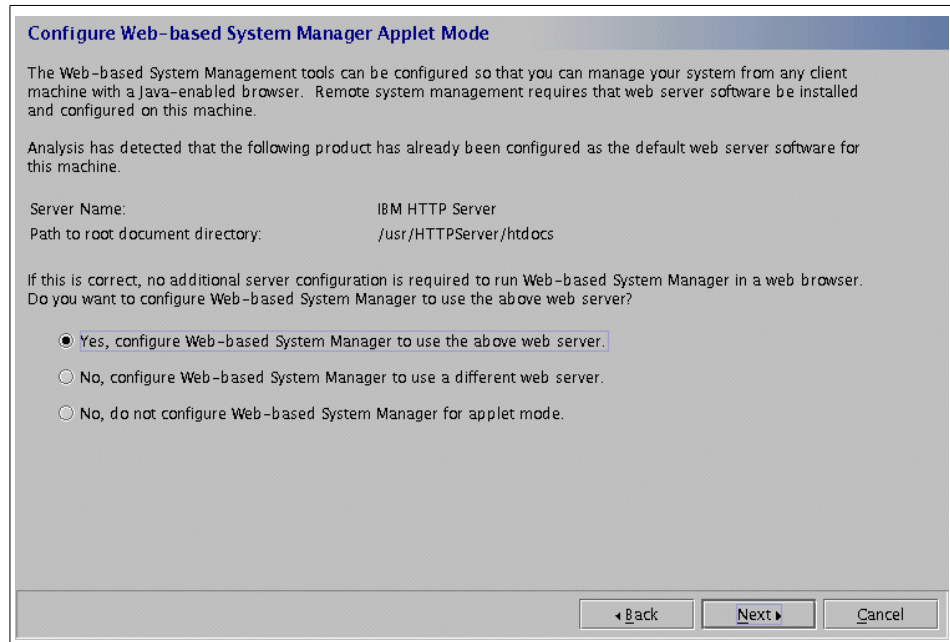 Configure Web-based System Manager Applet Mode
The Web-based System Management tools can be configured so that you can manage your system from any client
machine with a Java-enabled browser. Remote system management requires that web server software be installed
and configured on this machine.
Analysis has detected that the following product has already been configured as the default web server software for
this machine.
Server Name: IBM HTTP Server
Path to root document directory: /usr/HTTPServer/htdocs
If this is correct, no additional server configuration is required to run Web-based System Manager in a web browser.
Do you want to configure Web-based System Manager to use the above web server?
Yes, configure Web-based System Manager to use the above web server.
No, configure Web-based System Manager to use a different web server.
No, do not configure Web-based System Manager for applet mode.
Back Next Cancel